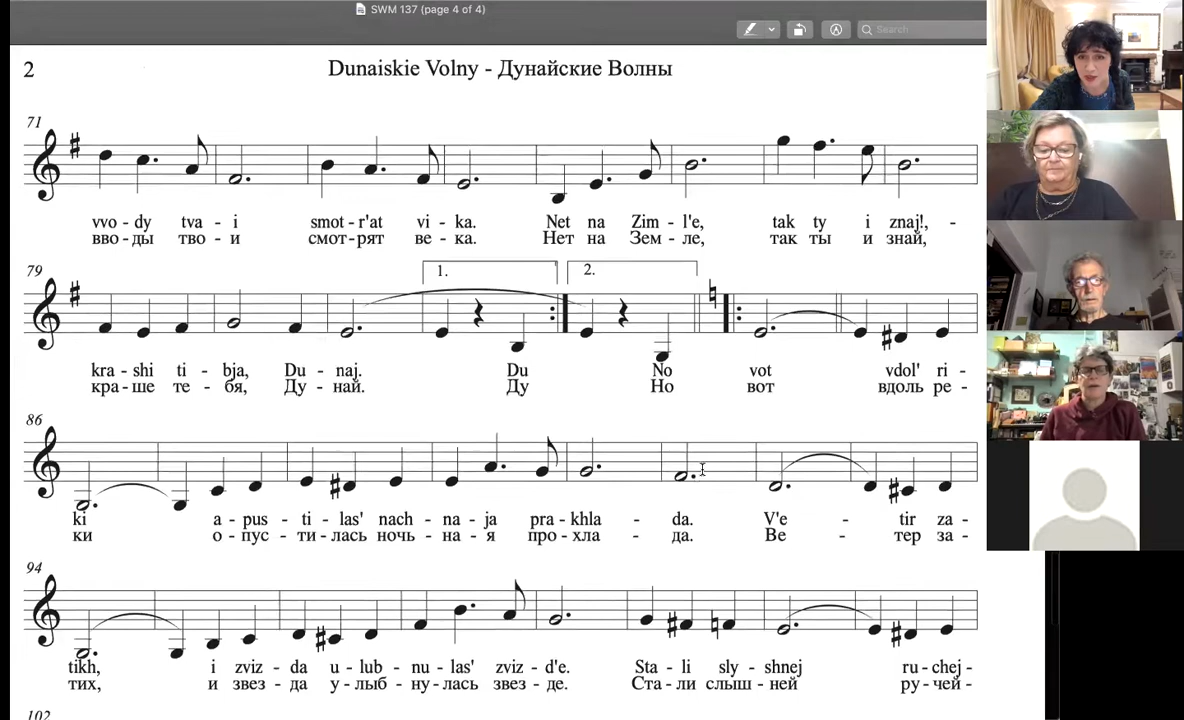 SWM 137 (page 4 of 4)
Search
2
Dunaiskie Volny - Дунайские Волны
71
vvo - dy tva - i smot - r'at vi - ka. Net na Zim - l'e, tak ty i znaj!, -
вво - ды тво - и смот - рят ве - ка. Нет на Зем - ле, так ты и знай,
79
1.
2.
kra - shi ti - bja, Du - naj. Du No vot vdol' ri -
кра - ше те - бя, Ду - най. Ду Но вот вдоль ре -
86
ki a - pus - ti - las' nach - na - ja pra - khla - da. V'e - tir za -
ки о - пус - ти - лась ночь - на - я про - хла - да. Ве - тер за -
94
tikh, i zviz - da u - lub - nu - las' zviz - d'e. Sta - li sly - shnej ru - chej -
тих, и звез - да у - лыб - ну - лась звез - де. Ста - ли слыш - ней ру - чей -
102